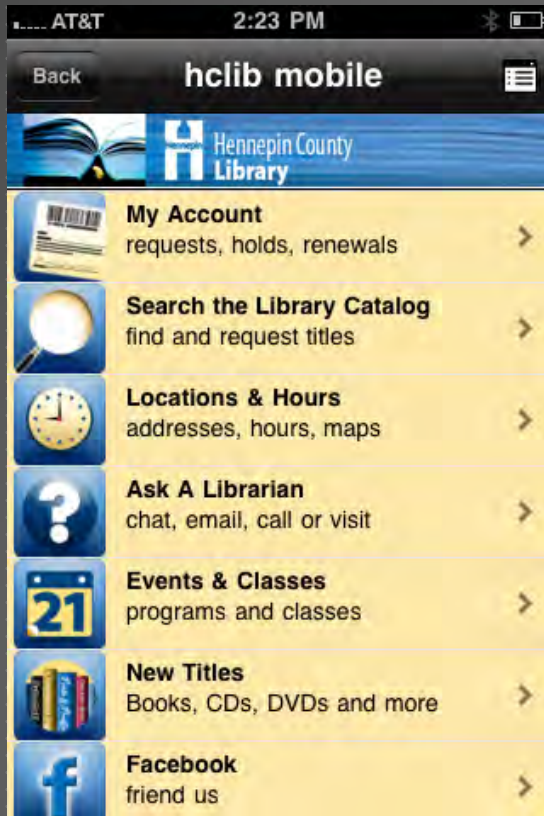 AT&T 2:23 PM
Back hclib mobile
Hennepin Hennepin County
Library
My Account
requests, holds, renewals
Search the Library Catalog
find and request titles
Locations & Hours
addresses, hours, maps
Ask A Librarian
chat, email, call or visit
Events & Classes
programs and classes
21
New Titles
Books, CDs, DVDs and more
Facebook
friend us